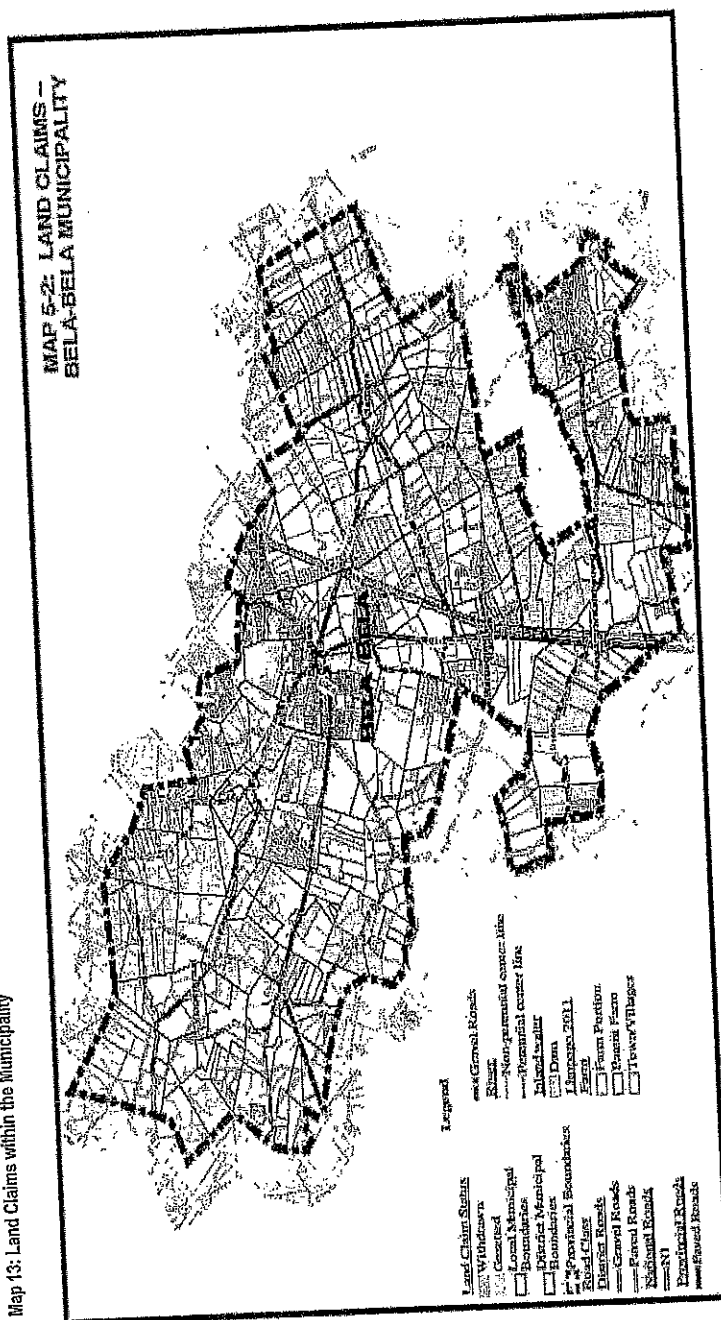 Map 13: Land Claims within the Municipality
MAP 5-2: LAND CLAIMS –
BELA-BELA MUNICIPALITY
BELA BELA
Legend
Land Claim Status
Withdrawn
Gazetted
Local Municipal
Boundaries
District Municipal
Boundaries
Provincial Boundaries
Road Class
District Roads
Gravel Roads
Paved Roads
National Roads
N1
Provincial Roads
Paved Roads
Gravel Roads
River
Non-perennial center line
Perennial center line
Inland water
Dam
Limpopo 2011
Farm
Farm Portion
Parent Farm
Town/Villages